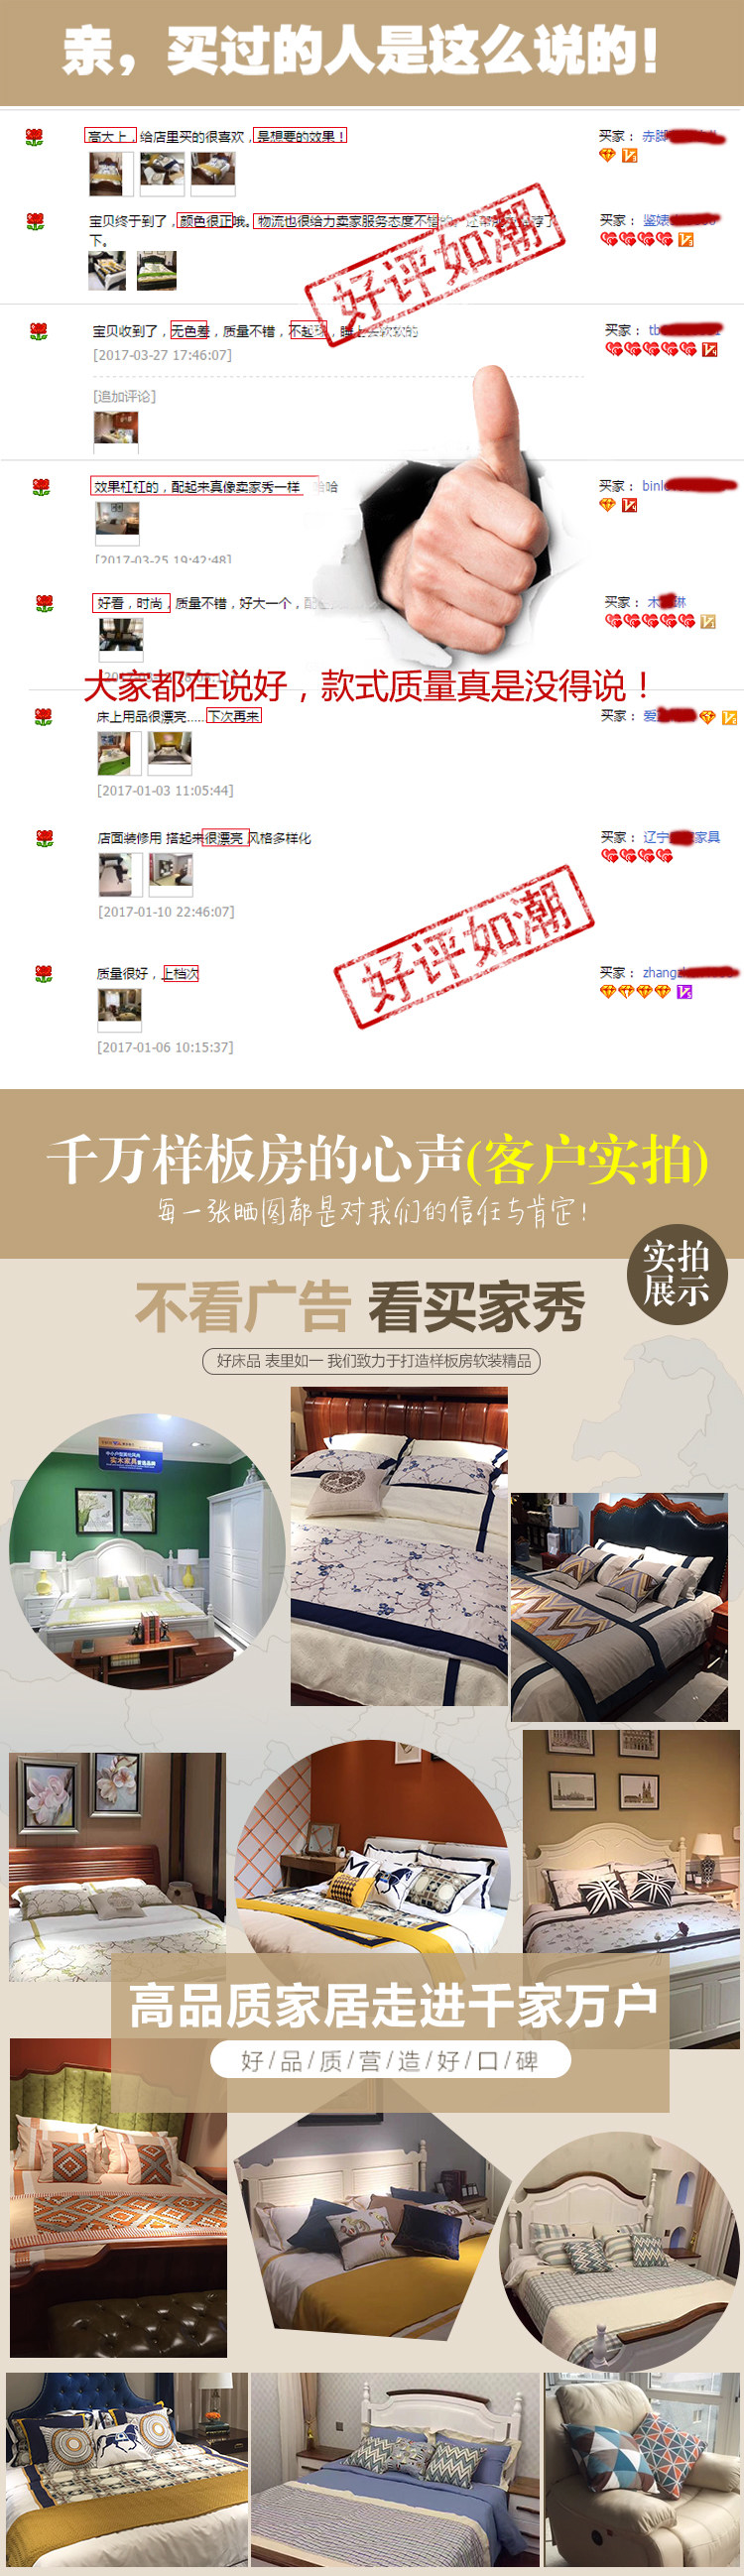 亲，买过的人是这么说的！
高大上，给店里买的很喜欢，是想要的效果！
买家： 赤脚
宝贝终于到了，颜色很正哦。物流也很给力卖家服务态度不错
下。
买家： 鉴婊
好评如潮
宝贝收到了，无色差，质量不错，不起球，睡上去软软的
买家： tb
[2017-03-27 17:46:07]
[追加评论]
效果杠杠的，配起来真像卖家秀一样 哈哈
买家： binl
[2017-03-25 19:42:48]
好看，时尚，质量不错，好大一个，配
买家： 木 琳
大家都在说好，款式质量真是没得说！
床上用品很漂亮……下次再来
买家： 爱
[2017-01-03 11:05:44]
店面装修用 搭起来很漂亮 风格多样化
买家： 辽宁 家具
[2017-01-10 22:46:07]
好评如潮
质量很好，上档次
买家： zhang
[2017-01-06 10:15:37]
千万样板房的心声(客户实拍)
每一张晒图都是对我们的信任与肯定！
实拍
展示
不看广告 看买家秀
好床品 表里如一 我们致力于打造样板房软装精品
实木家具
高品质家居走进千家万户
好/品/质/营/造/好/口/碑